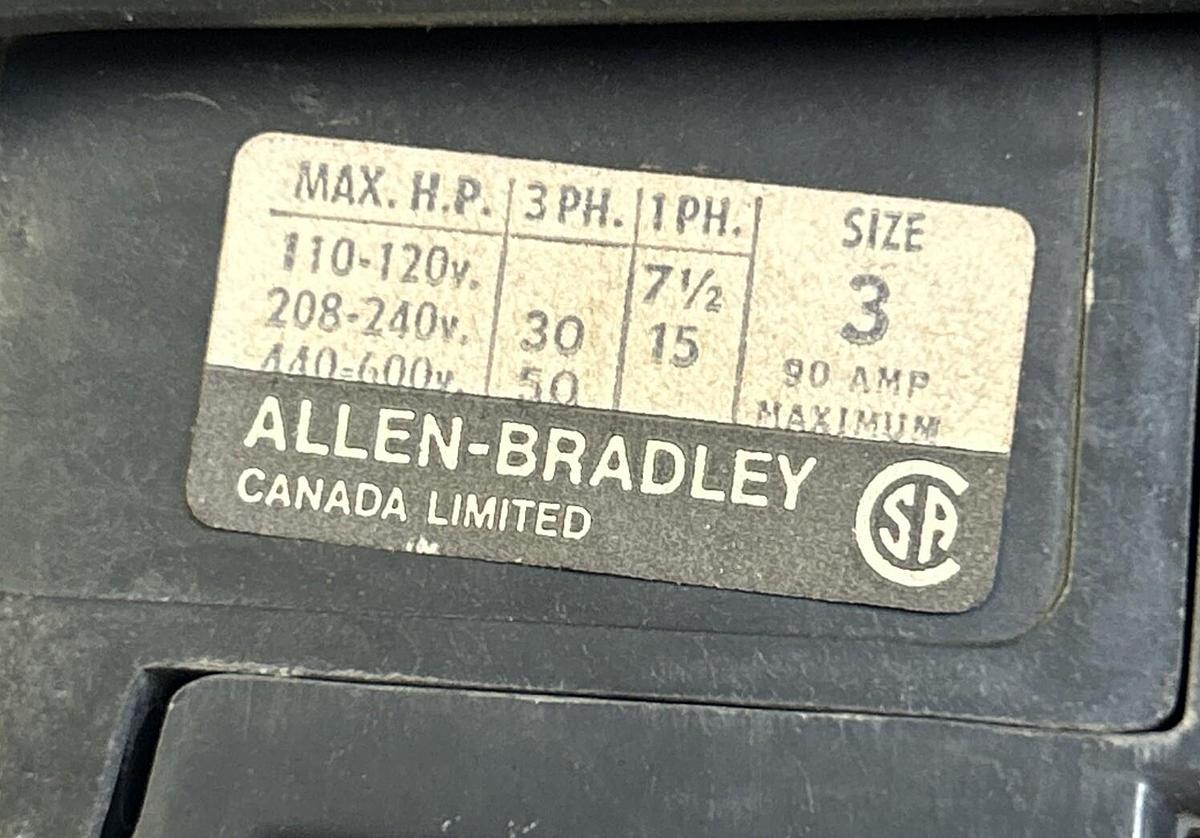 MAX. H.P. 3 PH. 1 PH.
110-120v. 7½
208-240v. 30 15
440-600v. 50
SIZE
3
90 AMP
MAXIMUM
ALLEN-BRADLEY
CANADA LIMITED
CSA